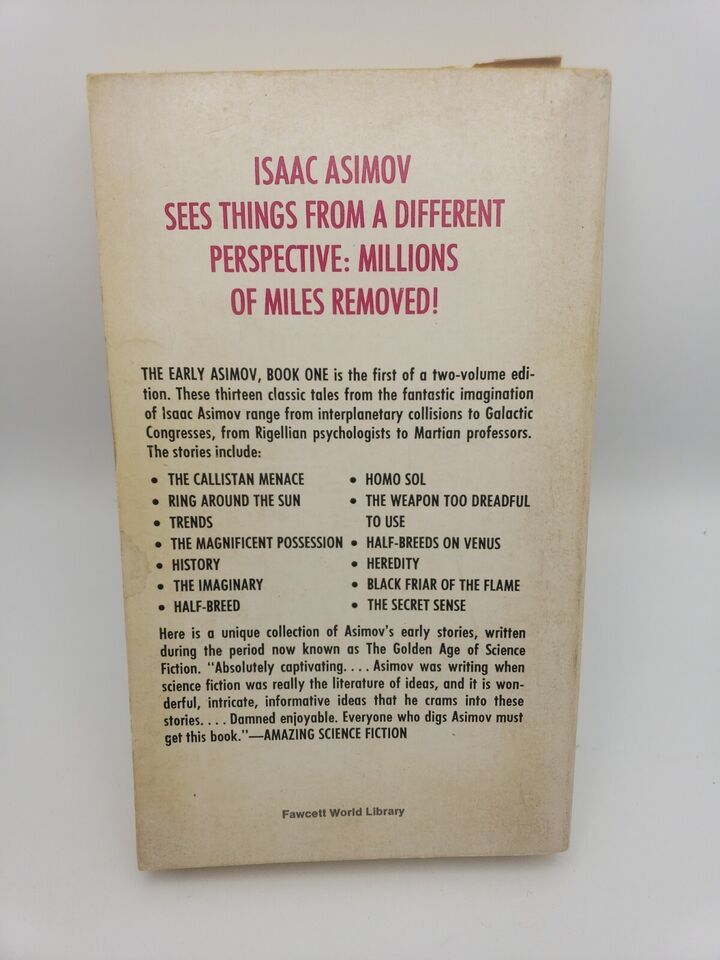 ISAAC ASIMOV
SEES THINGS FROM A DIFFERENT
PERSPECTIVE: MILLIONS
OF MILES REMOVED!
THE EARLY ASIMOV, BOOK ONE is the first of a two-volume edi-
tion. These thirteen classic tales from the fantastic imagination
of Isaac Asimov range from interplanetary collisions to Galactic
Congresses, from Rigellian psychologists to Martian professors.
The stories include:
• THE CALLISTAN MENACE
• RING AROUND THE SUN
• TRENDS
• THE MAGNIFICENT POSSESSION
• HISTORY
• THE IMAGINARY
• HALF-BREED
• HOMO SOL
• THE WEAPON TOO DREADFUL
TO USE
• HALF-BREEDS ON VENUS
• HEREDITY
• BLACK FRIAR OF THE FLAME
• THE SECRET SENSE
Here is a unique collection of Asimov's early stories, written
during the period now known as The Golden Age of Science
Fiction. "Absolutely captivating. . . . Asimov was writing when
science fiction was really the literature of ideas, and it is won-
derful, intricate, informative ideas that he crams into these
stories. . . . Damned enjoyable. Everyone who digs Asimov must
get this book."—AMAZING SCIENCE FICTION
Fawcett World Library